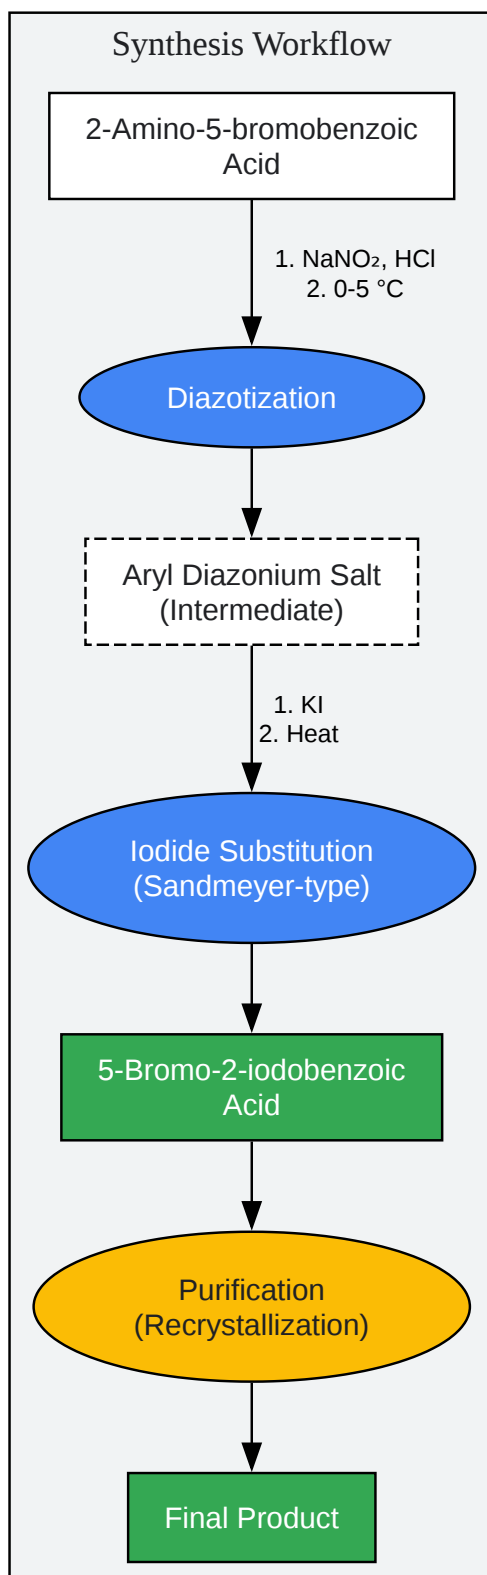 Synthesis Workflow
2-Amino-5-bromobenzoic
Acid
1. NaNO₂, HCl
2. 0-5 °C
Diazotization
Aryl Diazonium Salt
(Intermediate)
1. KI
2. Heat
Iodide Substitution
(Sandmeyer-type)
5-Bromo-2-iodobenzoic
Acid
Purification
(Recrystallization)
Final Product